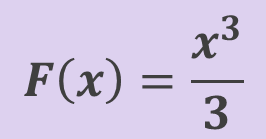 F(x) = x³/3